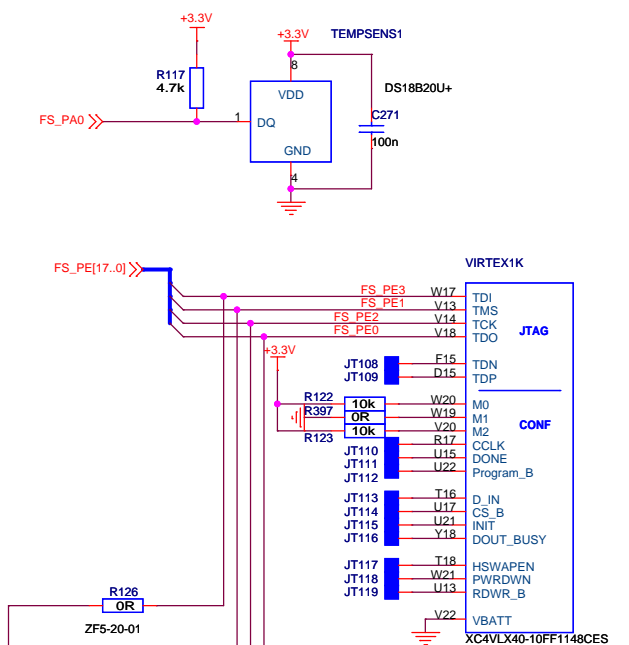 +3.3V
+3.3V
TEMPSENS1
8
R117
4.7k
VDD
DS18B20U+
FS_PA0
1
DQ
C271
100n
GND
4
FS_PE[17..0]
VIRTEX1K
FS_PE3 W17 TDI
FS_PE1 V13 TMS
FS_PE2 V14 TCK
FS_PE0 V18 TDO
JTAG
+3.3V
JT108 F15 TDN
JT109 D15 TDP
R122 10k W20 M0
R397 0R W19 M1
R123 10k V20 M2
CONF
R17 CCLK
JT110 U15 DONE
JT111 U22 Program_B
JT112
JT113 T16 D_IN
JT114 U17 CS_B
JT115 U21 INIT
JT116 Y18 DOUT_BUSY
JT117 T18 HSWAPEN
JT118 W21 PWRDWN
JT119 U13 RDWR_B
R126
0R
ZF5-20-01
V22 VBATT
XC4VLX40-10FF1148CES